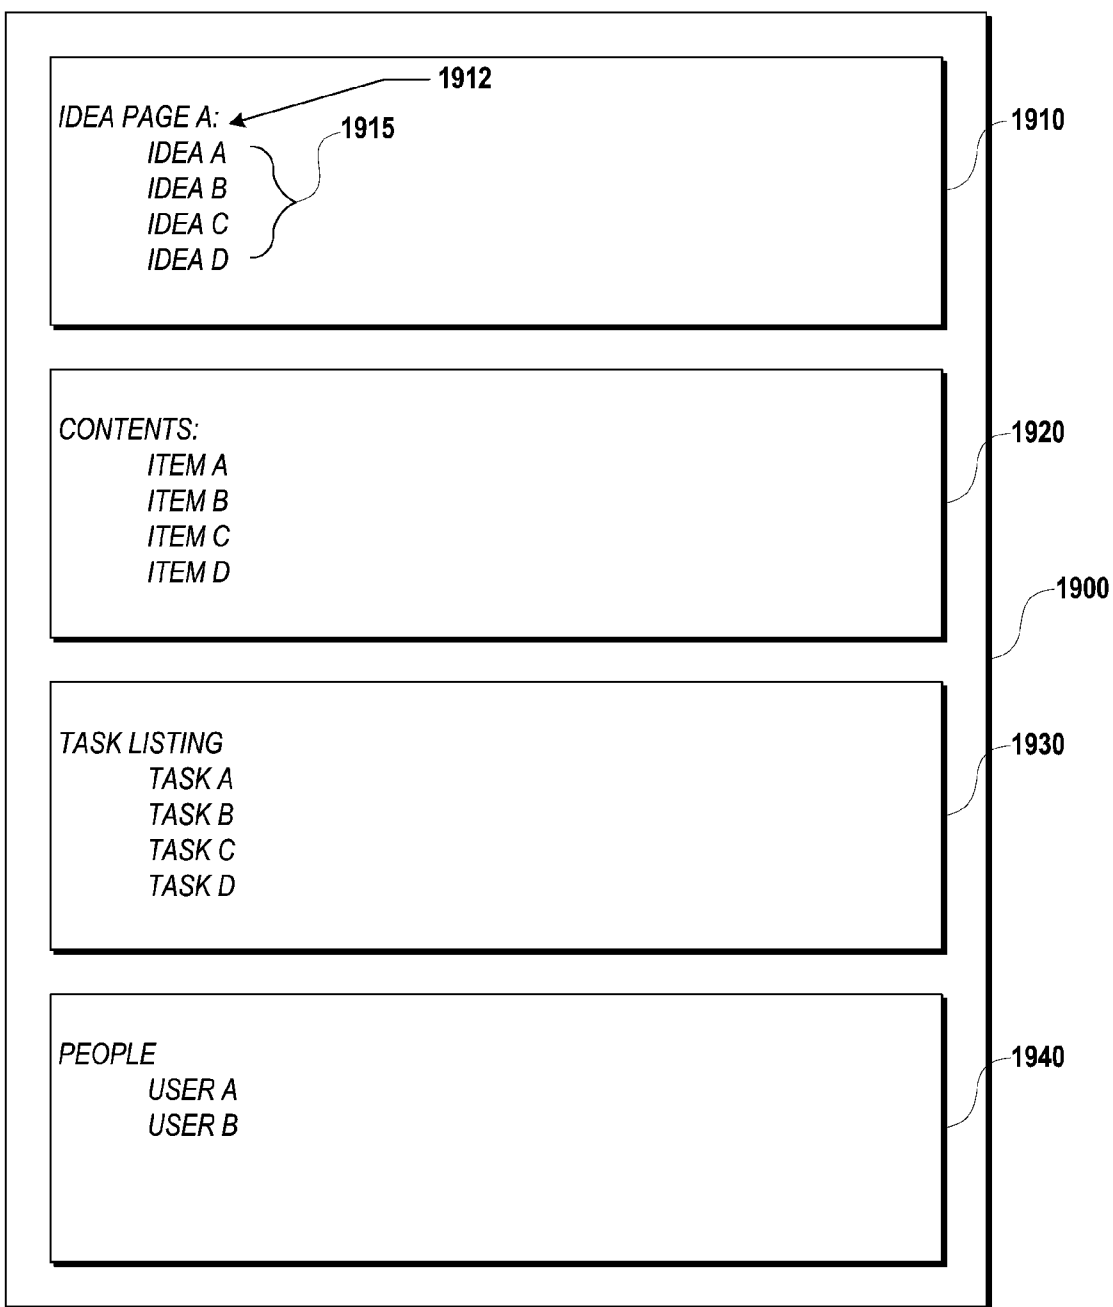 1912
IDEA PAGE A:
1915
1910
IDEA A
IDEA B
IDEA C
IDEA D
CONTENTS:
1920
ITEM A
ITEM B
ITEM C
ITEM D
1900
TASK LISTING
1930
TASK A
TASK B
TASK C
TASK D
PEOPLE
1940
USER A
USER B